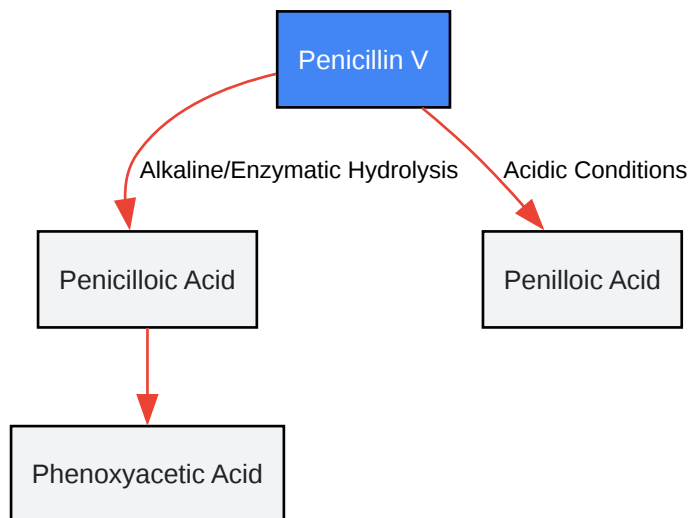 Penicillin V
Alkaline/Enzymatic Hydrolysis
Acidic Conditions
Penicilloic Acid
Penilloic Acid
Phenoxyacetic Acid